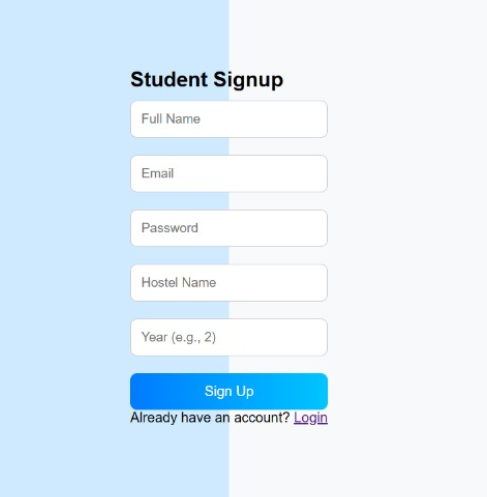 Student Signup
Full Name
Email
Password
Hostel Name
Year (e.g., 2)
Sign Up
Already have an account? Login